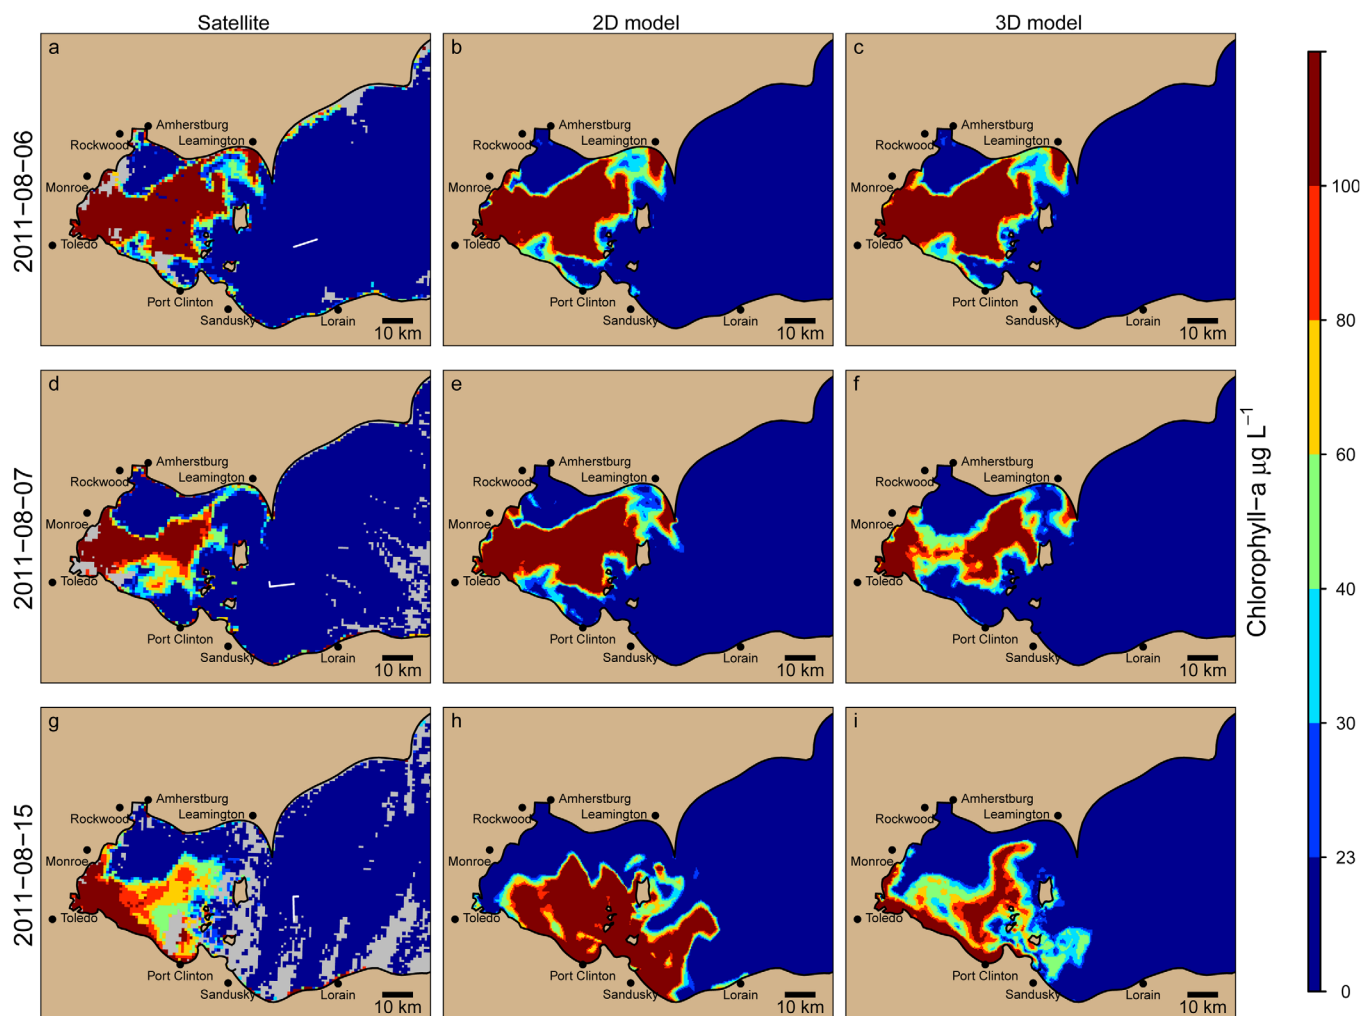 Satellite
2D model
3D model
2011-08-06
a
Amherstburg
Rockwood
Leamington
Monroe
Toledo
Port Clinton
Sandusky
Lorain
10 km
b
Amherstburg
Rockwood
Leamington
Monroe
Toledo
Port Clinton
Sandusky
Lorain
10 km
c
Amherstburg
Rockwood
Leamington
Monroe
Toledo
Port Clinton
Sandusky
Lorain
10 km
2011-08-07
d
Amherstburg
Rockwood
Leamington
Monroe
Toledo
Port Clinton
Sandusky
Lorain
10 km
e
Amherstburg
Rockwood
Leamington
Monroe
Toledo
Port Clinton
Sandusky
Lorain
10 km
f
Amherstburg
Rockwood
Leamington
Monroe
Toledo
Port Clinton
Sandusky
Lorain
10 km
2011-08-15
g
Amherstburg
Rockwood
Leamington
Monroe
Toledo
Port Clinton
Sandusky
Lorain
10 km
h
Amherstburg
Rockwood
Leamington
Monroe
Toledo
Port Clinton
Sandusky
Lorain
10 km
i
Amherstburg
Rockwood
Leamington
Monroe
Toledo
Port Clinton
Sandusky
Lorain
10 km
Chlorophyll-a µg L⁻¹
100
80
60
40
30
23
0